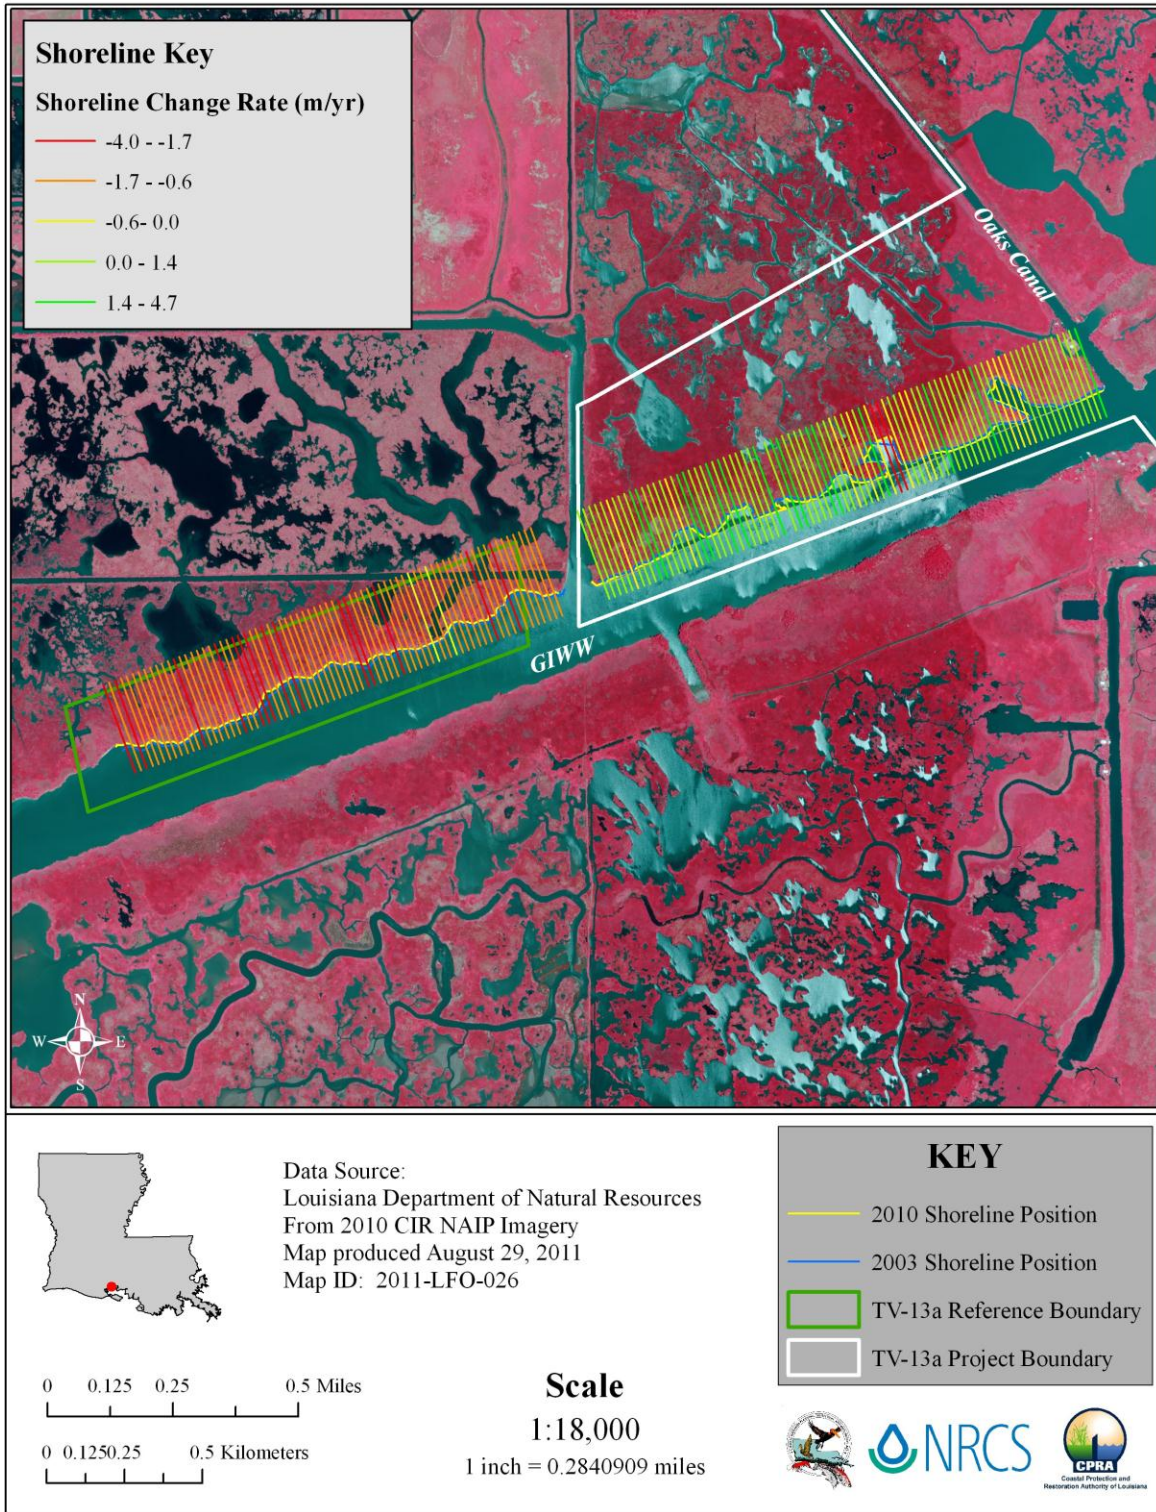 Shoreline Key
Shoreline Change Rate (m/yr)
-4.0 - -1.7
-1.7 - -0.6
-0.6- 0.0
0.0 - 1.4
1.4 - 4.7
Oaks Canal
GIWW
N
W E
S
Data Source:
Louisiana Department of Natural Resources
From 2010 CIR NAIP Imagery
Map produced August 29, 2011
Map ID: 2011-LFO-026
KEY
2010 Shoreline Position
2003 Shoreline Position
TV-13a Reference Boundary
TV-13a Project Boundary
0 0.125 0.25 0.5 Miles
0 0.1250.25 0.5 Kilometers
Scale
1:18,000
1 inch = 0.2840909 miles
NRCS
CPRA
Coastal Protection and
Restoration Authority of Louisiana